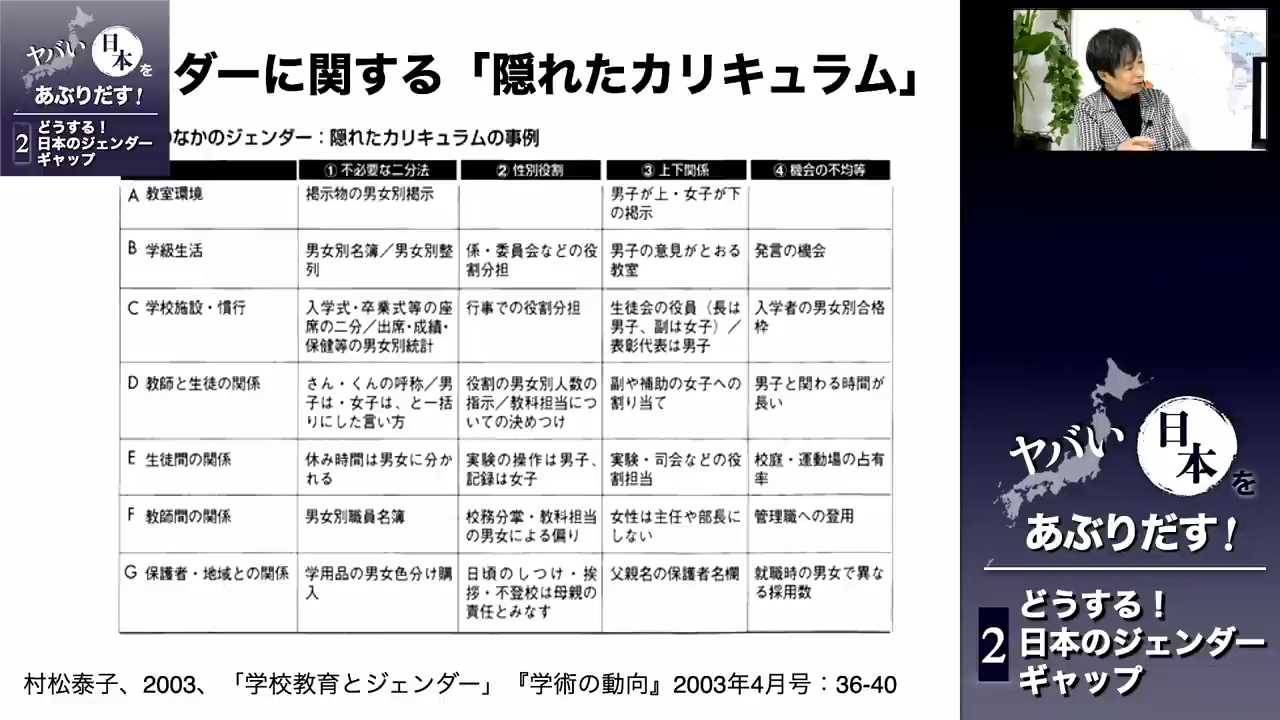 ヤバい
日本
を
あぶりだす!
2
どうする!
日本のジェンダー
ギャップ
ダーに関する「隠れたカリキュラム」
なかのジェンダー:隠れたカリキュラムの事例
① 不必要な二分法 ② 性別役割 ③ 上下関係 ④ 機会の不均等
A 教室環境
掲示物の男女別掲示
男子が上・女子が下
の掲示
B 学級生活
男女別名簿/男女別整
列
係・委員会などの役
割分担
男子の意見がとおる
教室
発言の機会
C 学校施設・慣行
入学式・卒業式等の座
席の二分/出席・成績・
保健等の男女別統計
行事での役割分担
生徒会の役員(長は
男子、副は女子)/
表彰代表は男子
入学者の男女別合格
枠
D 教師と生徒の関係
さん・くんの呼称/男
子は・女子は、と一括
りにした言い方
役割の男女別人数の
指示/教科担当につ
いての決めつけ
副や補助の女子への
割り当て
男子と関わる時間が
長い
E 生徒間の関係
休み時間は男女に分か
れる
実験の操作は男子、
記録は女子
実験・司会などの役
割担当
校庭・運動場の占有
率
F 教師間の関係
男女別職員名簿
校務分掌・教科担当
の男女による偏り
女性は主任や部長に
しない
管理職への登用
G 保護者・地域との関係
学用品の男女色分け購
入
日頃のしつけ・挨
拶・不登校は母親の
責任とみなす
父親名の保護者名欄
就職時の男女で異な
る採用数
村松泰子、2003、「学校教育とジェンダー」『学術の動向』2003年4月号:36-40
ヤバい
日本
を
あぶりだす!
2
どうする!
日本のジェンダー
ギャップ